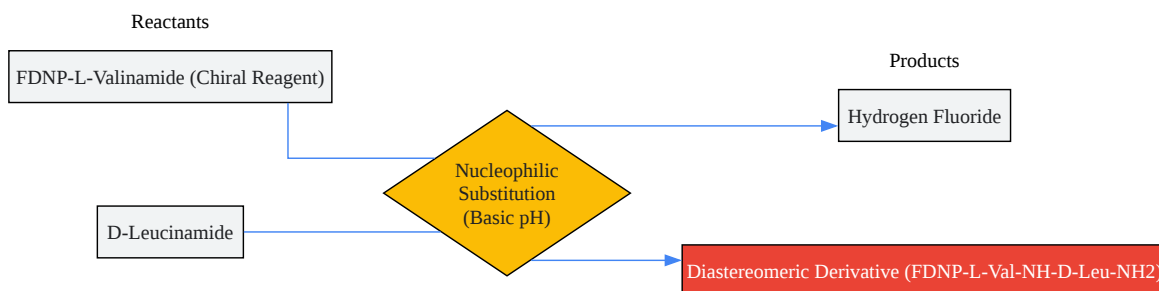 Reactants
FDNP-L-Valinamide (Chiral Reagent)
D-Leucinamide
Nucleophilic
Substitution
(Basic pH)
Products
Hydrogen Fluoride
Diastereomeric Derivative (FDNP-L-Val-NH-D-Leu-NH2)